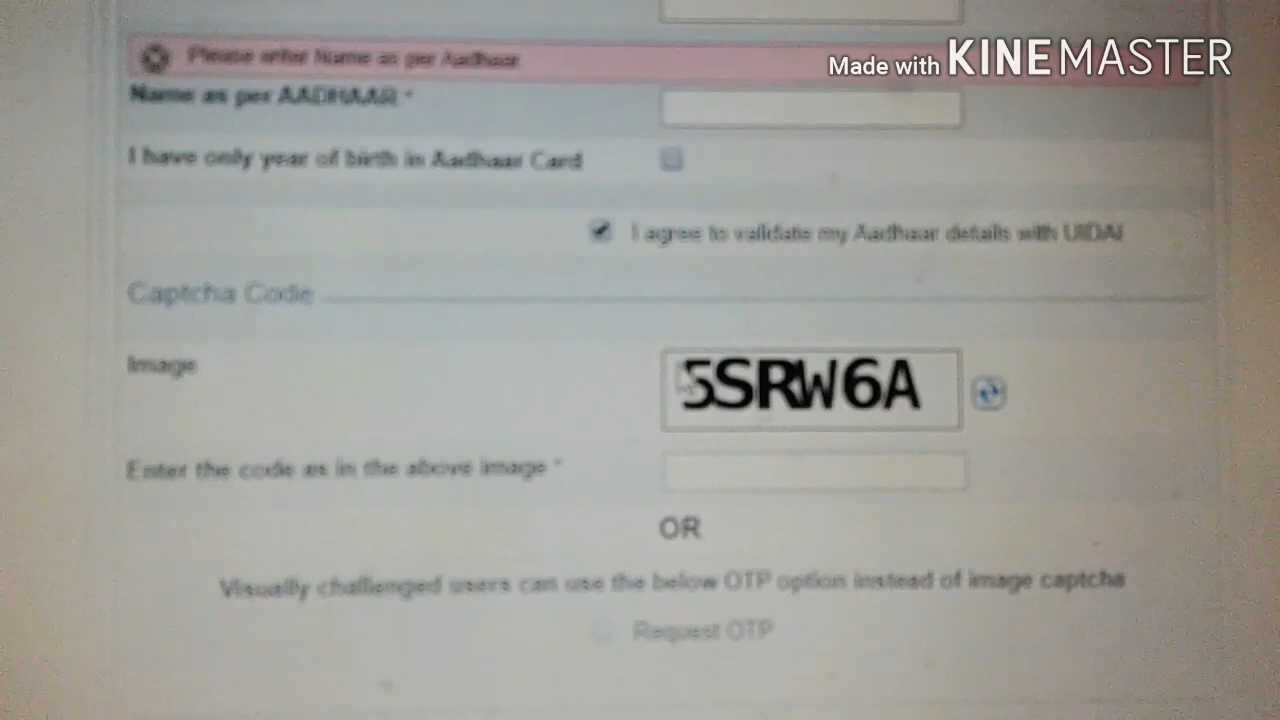 Please enter Name as per Aadhaar
Made with KINEMASTER
Name as per AADHAAR *
I have only year of birth in Aadhaar Card
I agree to validate my Aadhaar details with UIDAI
Captcha Code
Image
5SRW6A
Enter the code as in the above image *
OR
Visually challenged users can use the below OTP option instead of image captcha
Request OTP